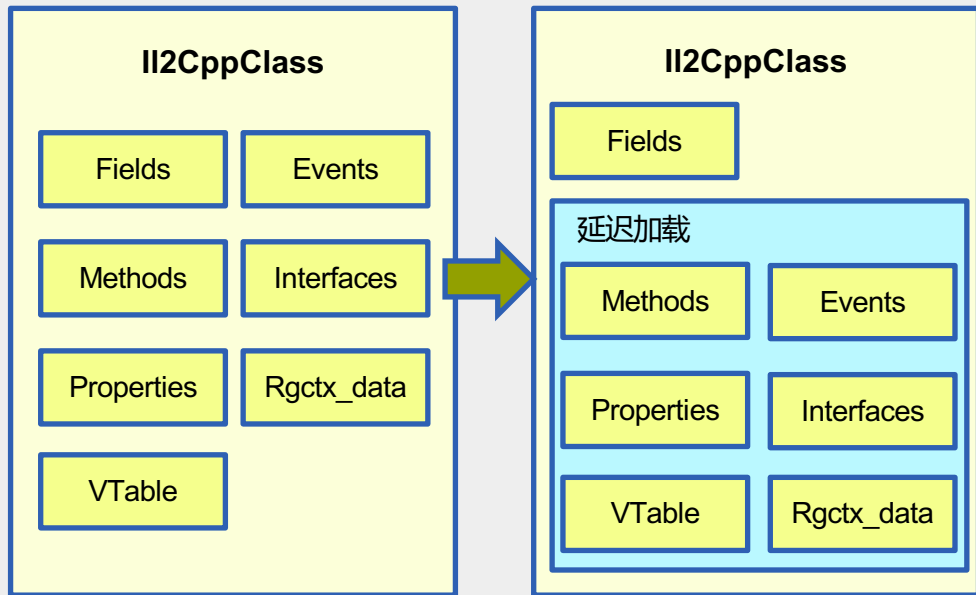 Il2CppClass
Fields
Events
Methods
Interfaces
Properties
Rgctx_data
VTable
Il2CppClass
Fields
延迟加载
Methods
Events
Properties
Interfaces
VTable
Rgctx_data